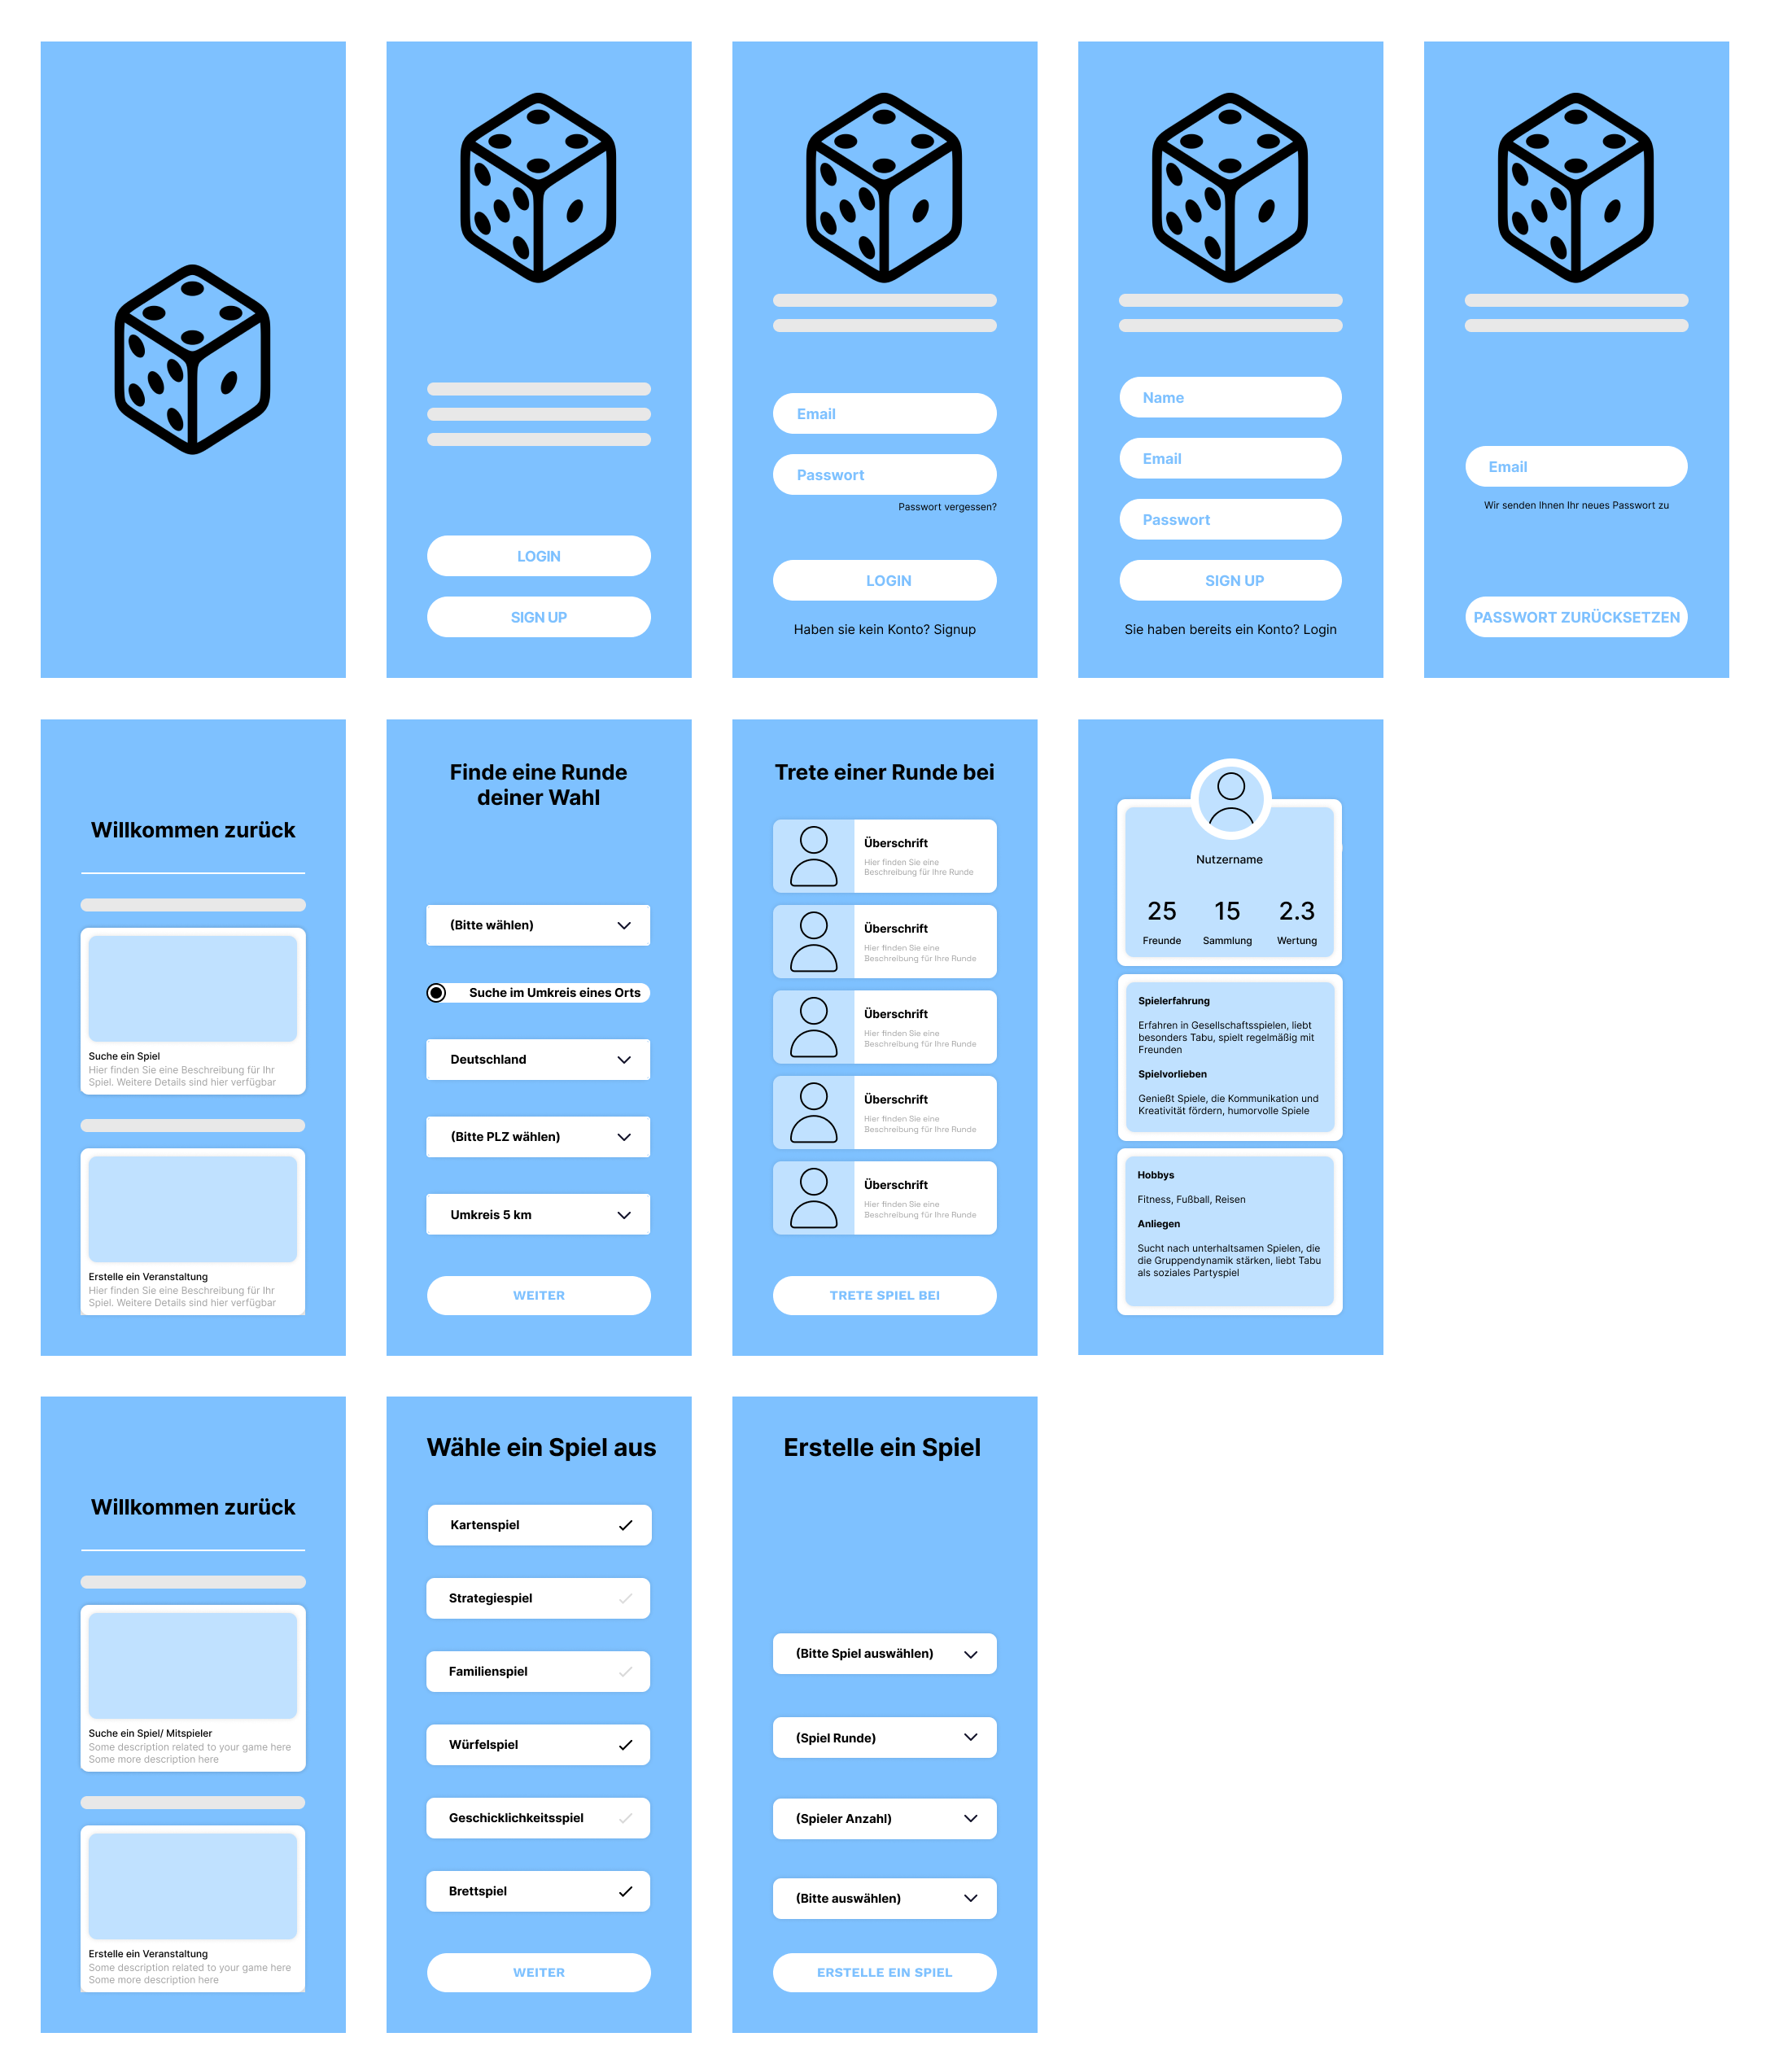 LOGIN
SIGN UP
Email
Passwort
Passwort vergessen?
LOGIN
Haben sie kein Konto? Signup
Name
Email
Passwort
SIGN UP
Sie haben bereits ein Konto? Login
Email
Wir senden Ihnen Ihr neues Passwort zu
PASSWORT ZURÜCKSETZEN
Willkommen zurück
Suche ein Spiel
Hier finden Sie eine Beschreibung für Ihr
Spiel. Weitere Details sind hier verfügbar
Erstelle ein Veranstaltung
Hier finden Sie eine Beschreibung für Ihr
Spiel. Weitere Details sind hier verfügbar
Finde eine Runde
deiner Wahl
(Bitte wählen)
Suche im Umkreis eines Orts
Deutschland
(Bitte PLZ wählen)
Umkreis 5 km
WEITER
Trete einer Runde bei
Überschrift
Hier finden Sie eine
Beschreibung für Ihre Runde
Überschrift
Hier finden Sie eine
Beschreibung für Ihre Runde
Überschrift
Hier finden Sie eine
Beschreibung für Ihre Runde
Überschrift
Hier finden Sie eine
Beschreibung für Ihre Runde
Überschrift
Hier finden Sie eine
Beschreibung für Ihre Runde
TRETE SPIEL BEI
Nutzername
25 15 2.3
Freunde Sammlung Wertung
Spielerfahrung
Erfahren in Gesellschaftsspielen, liebt
besonders Tabu, spielt regelmäßig mit
Freunden
Spielvorlieben
Genießt Spiele, die Kommunikation und
Kreativität fördern, humorvolle Spiele
Hobbys
Fitness, Fußball, Reisen
Anliegen
Sucht nach unterhaltsamen Spielen, die
die Gruppendynamik stärken, liebt Tabu
als soziales Partyspiel
Willkommen zurück
Suche ein Spiel/ Mitspieler
Some description related to your game here
Some more description here
Erstelle ein Veranstaltung
Some description related to your game here
Some more description here
Wähle ein Spiel aus
Kartenspiel
Strategiespiel
Familienspiel
Würfelspiel
Geschicklichkeitsspiel
Brettspiel
WEITER
Erstelle ein Spiel
(Bitte Spiel auswählen)
(Spiel Runde)
(Spieler Anzahl)
(Bitte auswählen)
ERSTELLE EIN SPIEL